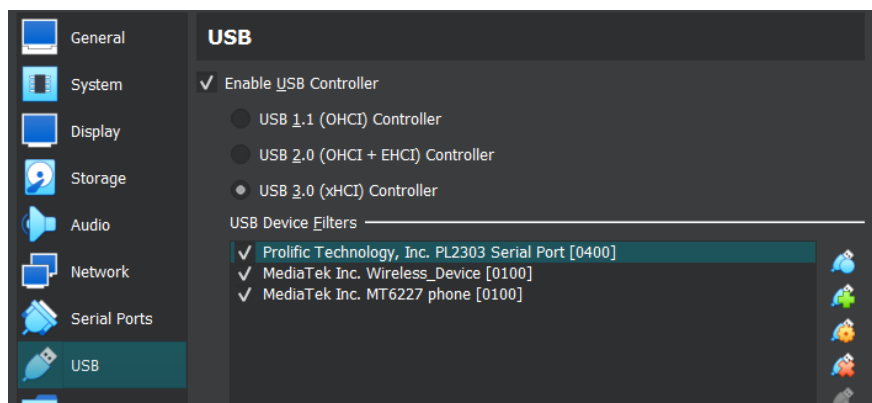 General
System
Display
Storage
Audio
Network
Serial Ports
USB
USB
Enable USB Controller
USB 1.1 (OHCI) Controller
USB 2.0 (OHCI + EHCI) Controller
USB 3.0 (xHCI) Controller
USB Device Filters
Prolific Technology, Inc. PL2303 Serial Port [0400]
MediaTek Inc. Wireless_Device [0100]
MediaTek Inc. MT6227 phone [0100]